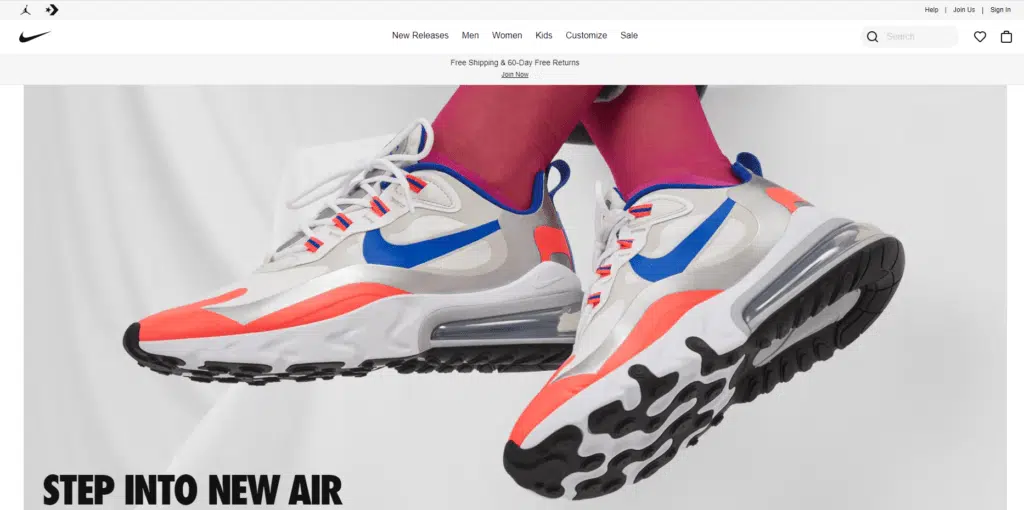 Help | Join Us | Sign In
New Releases Men Women Kids Customize Sale
Search
Free Shipping & 60-Day Free Returns
Join Now
STEP INTO NEW AIR